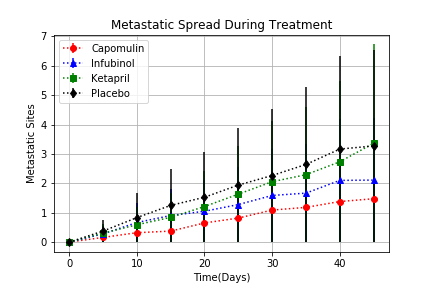 Metastatic Spread During Treatment
7
6
5
4
3
2
1
0
Metastatic Sites
Capomulin
Infubinol
Ketapril
Placebo
0 10 20 30 40
Time(Days)